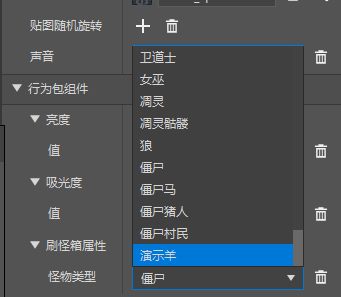 贴图随机旋转
声音
行为包组件
亮度
值
吸光度
值
刷怪箱属性
怪物类型
卫道士
女巫
凋灵
凋灵骷髅
狼
僵尸
僵尸马
僵尸猪人
僵尸村民
演示羊
僵尸